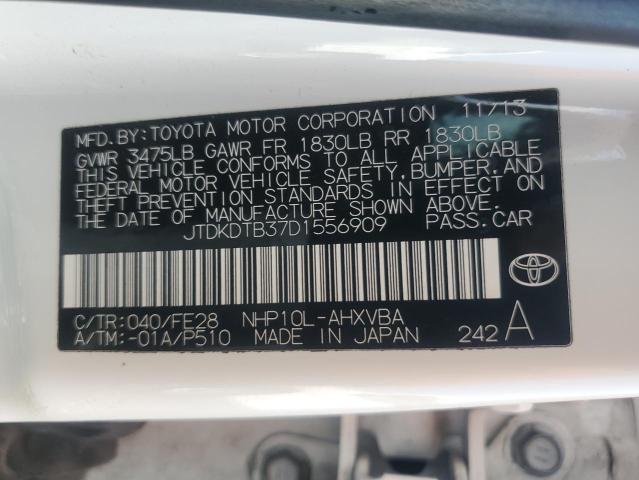 MFD. BY: TOYOTA MOTOR CORPORATION 11/13
GVWR 3475LB GAWR FR 1830LB RR 1830LB
THIS VEHICLE CONFORMS TO ALL APPLICABLE
FEDERAL MOTOR VEHICLE SAFETY, BUMPER, AND
THEFT PREVENTION STANDARDS IN EFFECT ON
THE DATE OF MANUFACTURE SHOWN ABOVE.
JTDKDTB37D1556909 PASS. CAR
C/TR: 040/FE28 NHP10L-AHXVBA
A/TM: -01A/P510 MADE IN JAPAN 242 A